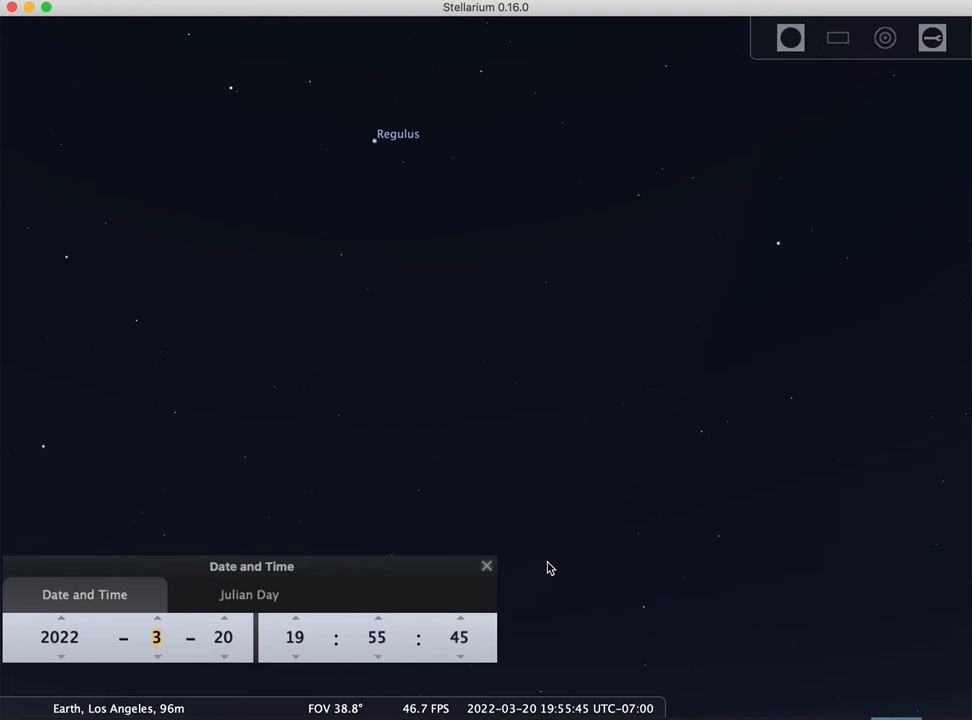 Stellarium 0.16.0
Regulus
Date and Time
Date and Time Julian Day
2022 - 3 - 20 19 : 55 : 45
Earth, Los Angeles, 96m FOV 38.8° 46.7 FPS 2022-03-20 19:55:45 UTC-07:00